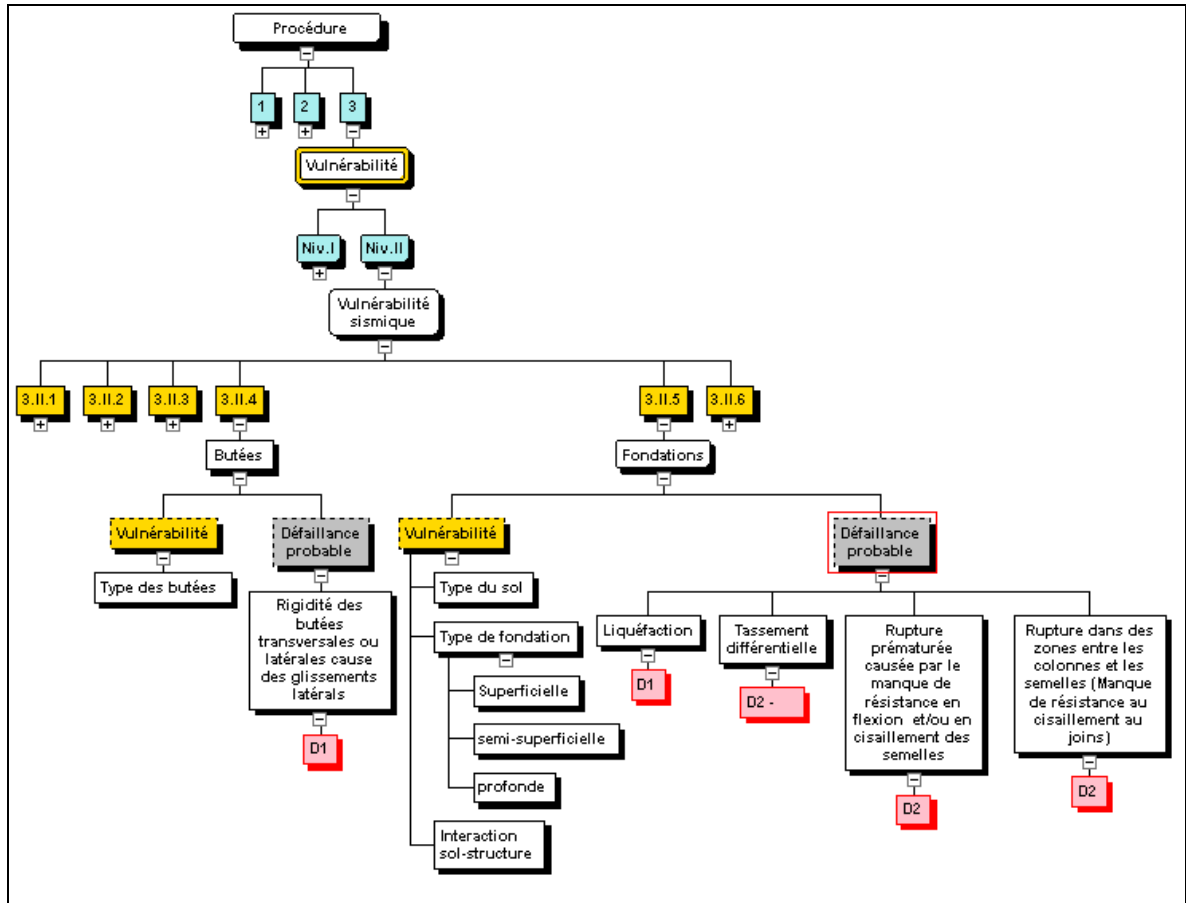 Procédure
1
2
3
Vulnérabilité
Niv.I
Niv.II
Vulnérabilité
sismique
3.II.1
3.II.2
3.II.3
3.II.4
3.II.5
3.II.6
Butées
Fondations
Vulnérabilité
Défaillance
probable
Type des butées
Rigidité des
butées
transversales ou
latérales cause
des glissements
latérals
D1
Vulnérabilité
Type du sol
Type de fondation
Superficielle
semi-superficielle
profonde
Interaction
sol-structure
Défaillance
probable
Liquéfaction
D1
Tassement
différentielle
D2 -
Rupture
prématurée
causée par le
manque de
résistance en
flexion et/ou en
cisaillement des
semelles
D2
Rupture dans des
zones entre les
colonnes et les
semelles (Manque
de résistance au
cisaillement au
joins)
D2